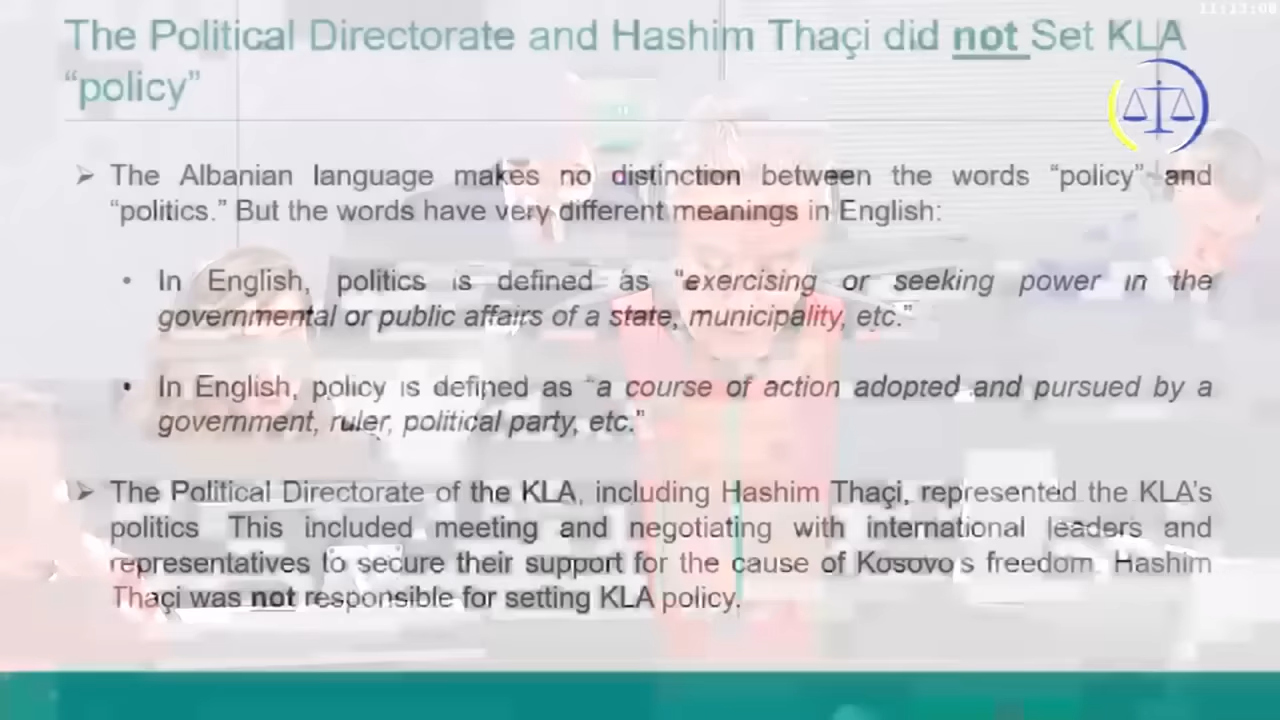 11:13:00
The Political Directorate and Hashim Thaçi did not Set KLA
“policy”
➢ The Albanian language makes no distinction between the words “policy” and
“politics.” But the words have very different meanings in English:
• In English, politics is defined as “exercising or seeking power in the
governmental or public affairs of a state, municipality, etc.”
• In English, policy is defined as “a course of action adopted and pursued by a
government, ruler, political party, etc.”
➢ The Political Directorate of the KLA, including Hashim Thaçi, represented the KLA’s
politics This included meeting and negotiating with international leaders and
representatives to secure their support for the cause of Kosovo’s freedom. Hashim
Thaçi was not responsible for setting KLA policy.